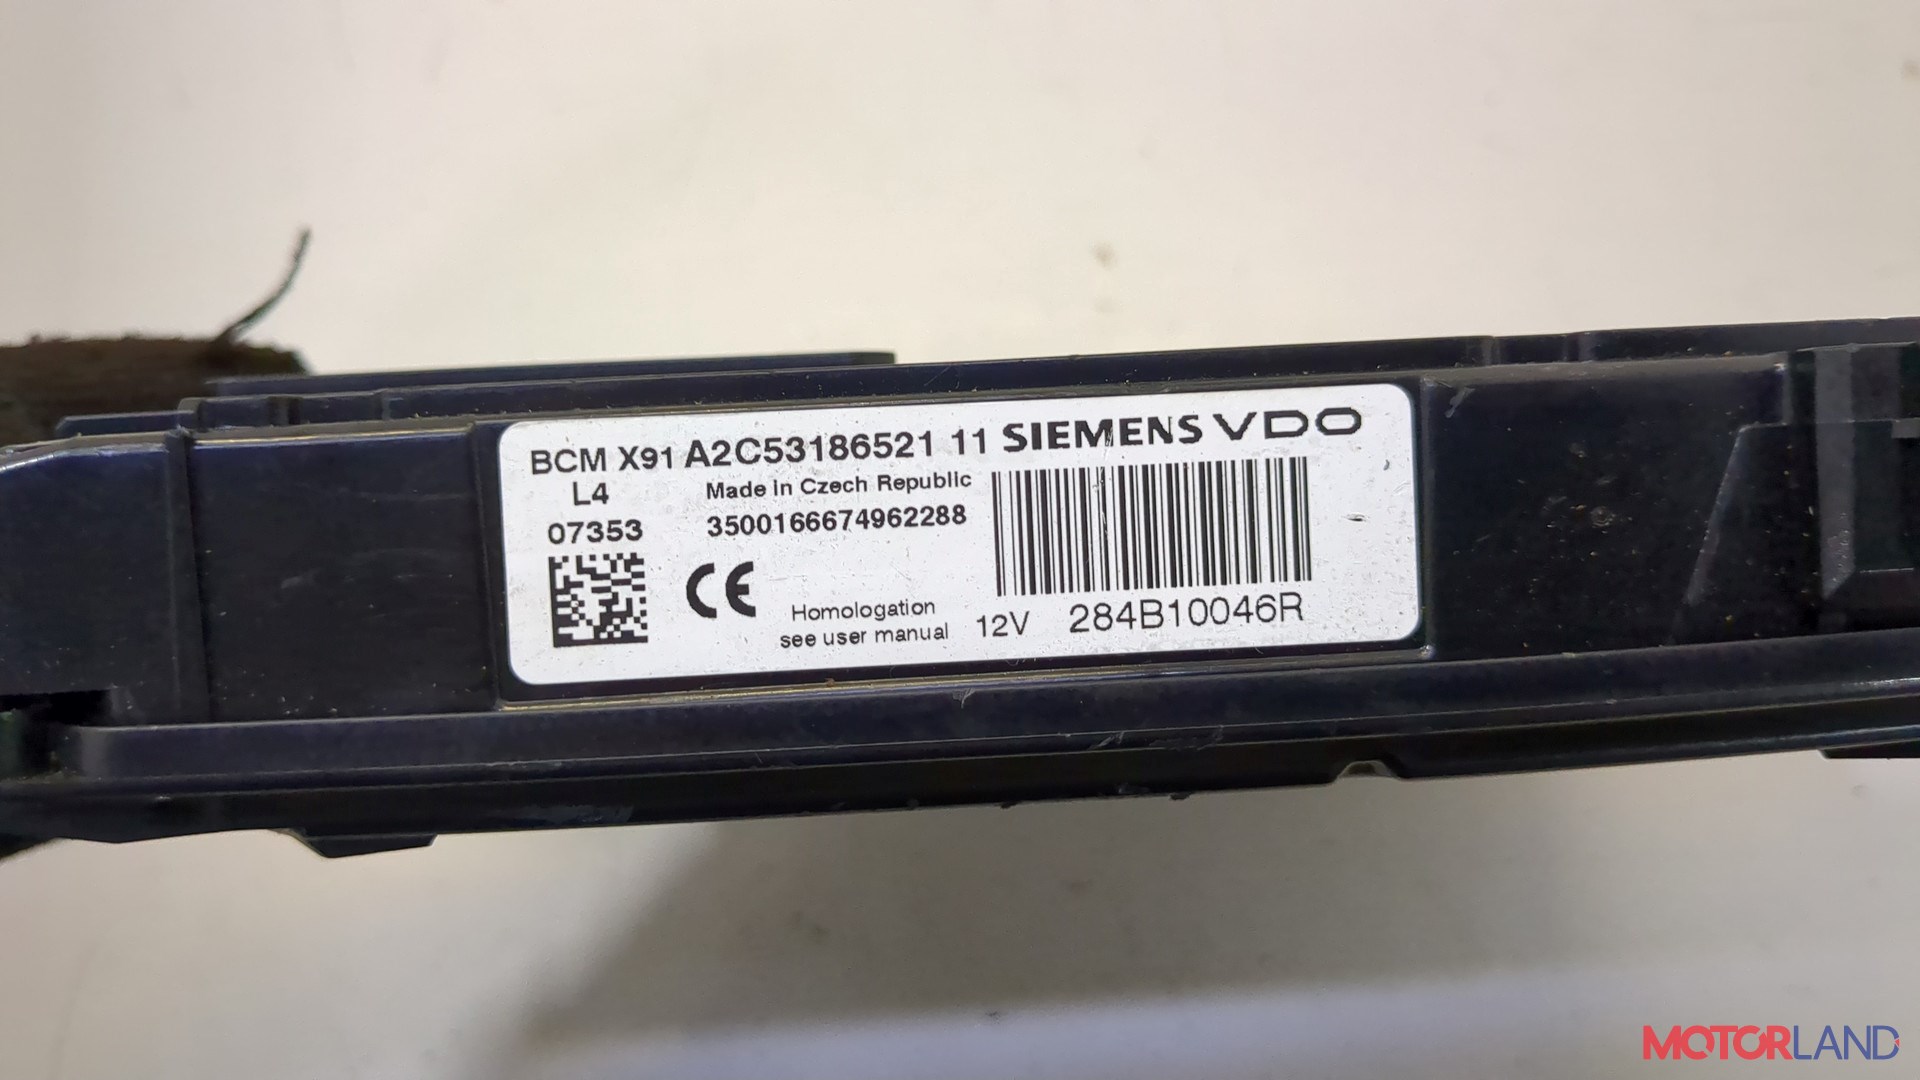 BCM X91 A2C53186521 11 SIEMENS VDO
L4 Made in Czech Republic
07353 3500166674962288
CE
Homologation
see user manual 12V 284B10046R
MOTORLAND